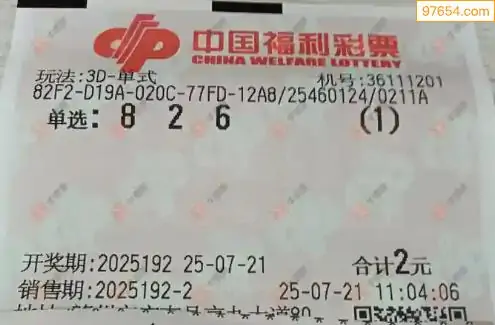 97654.com
中国福利彩票
CHINA WELFARE LOTTERY
玩法:3D-单式 机号:36111201
82F2-D19A-020C-77FD-12A8/25460124/0211A
单选: 8 2 6 (1)
开奖期:2025192 25-07-21 合计2元
销售期:2025192-2 25-07-21 11:04:06